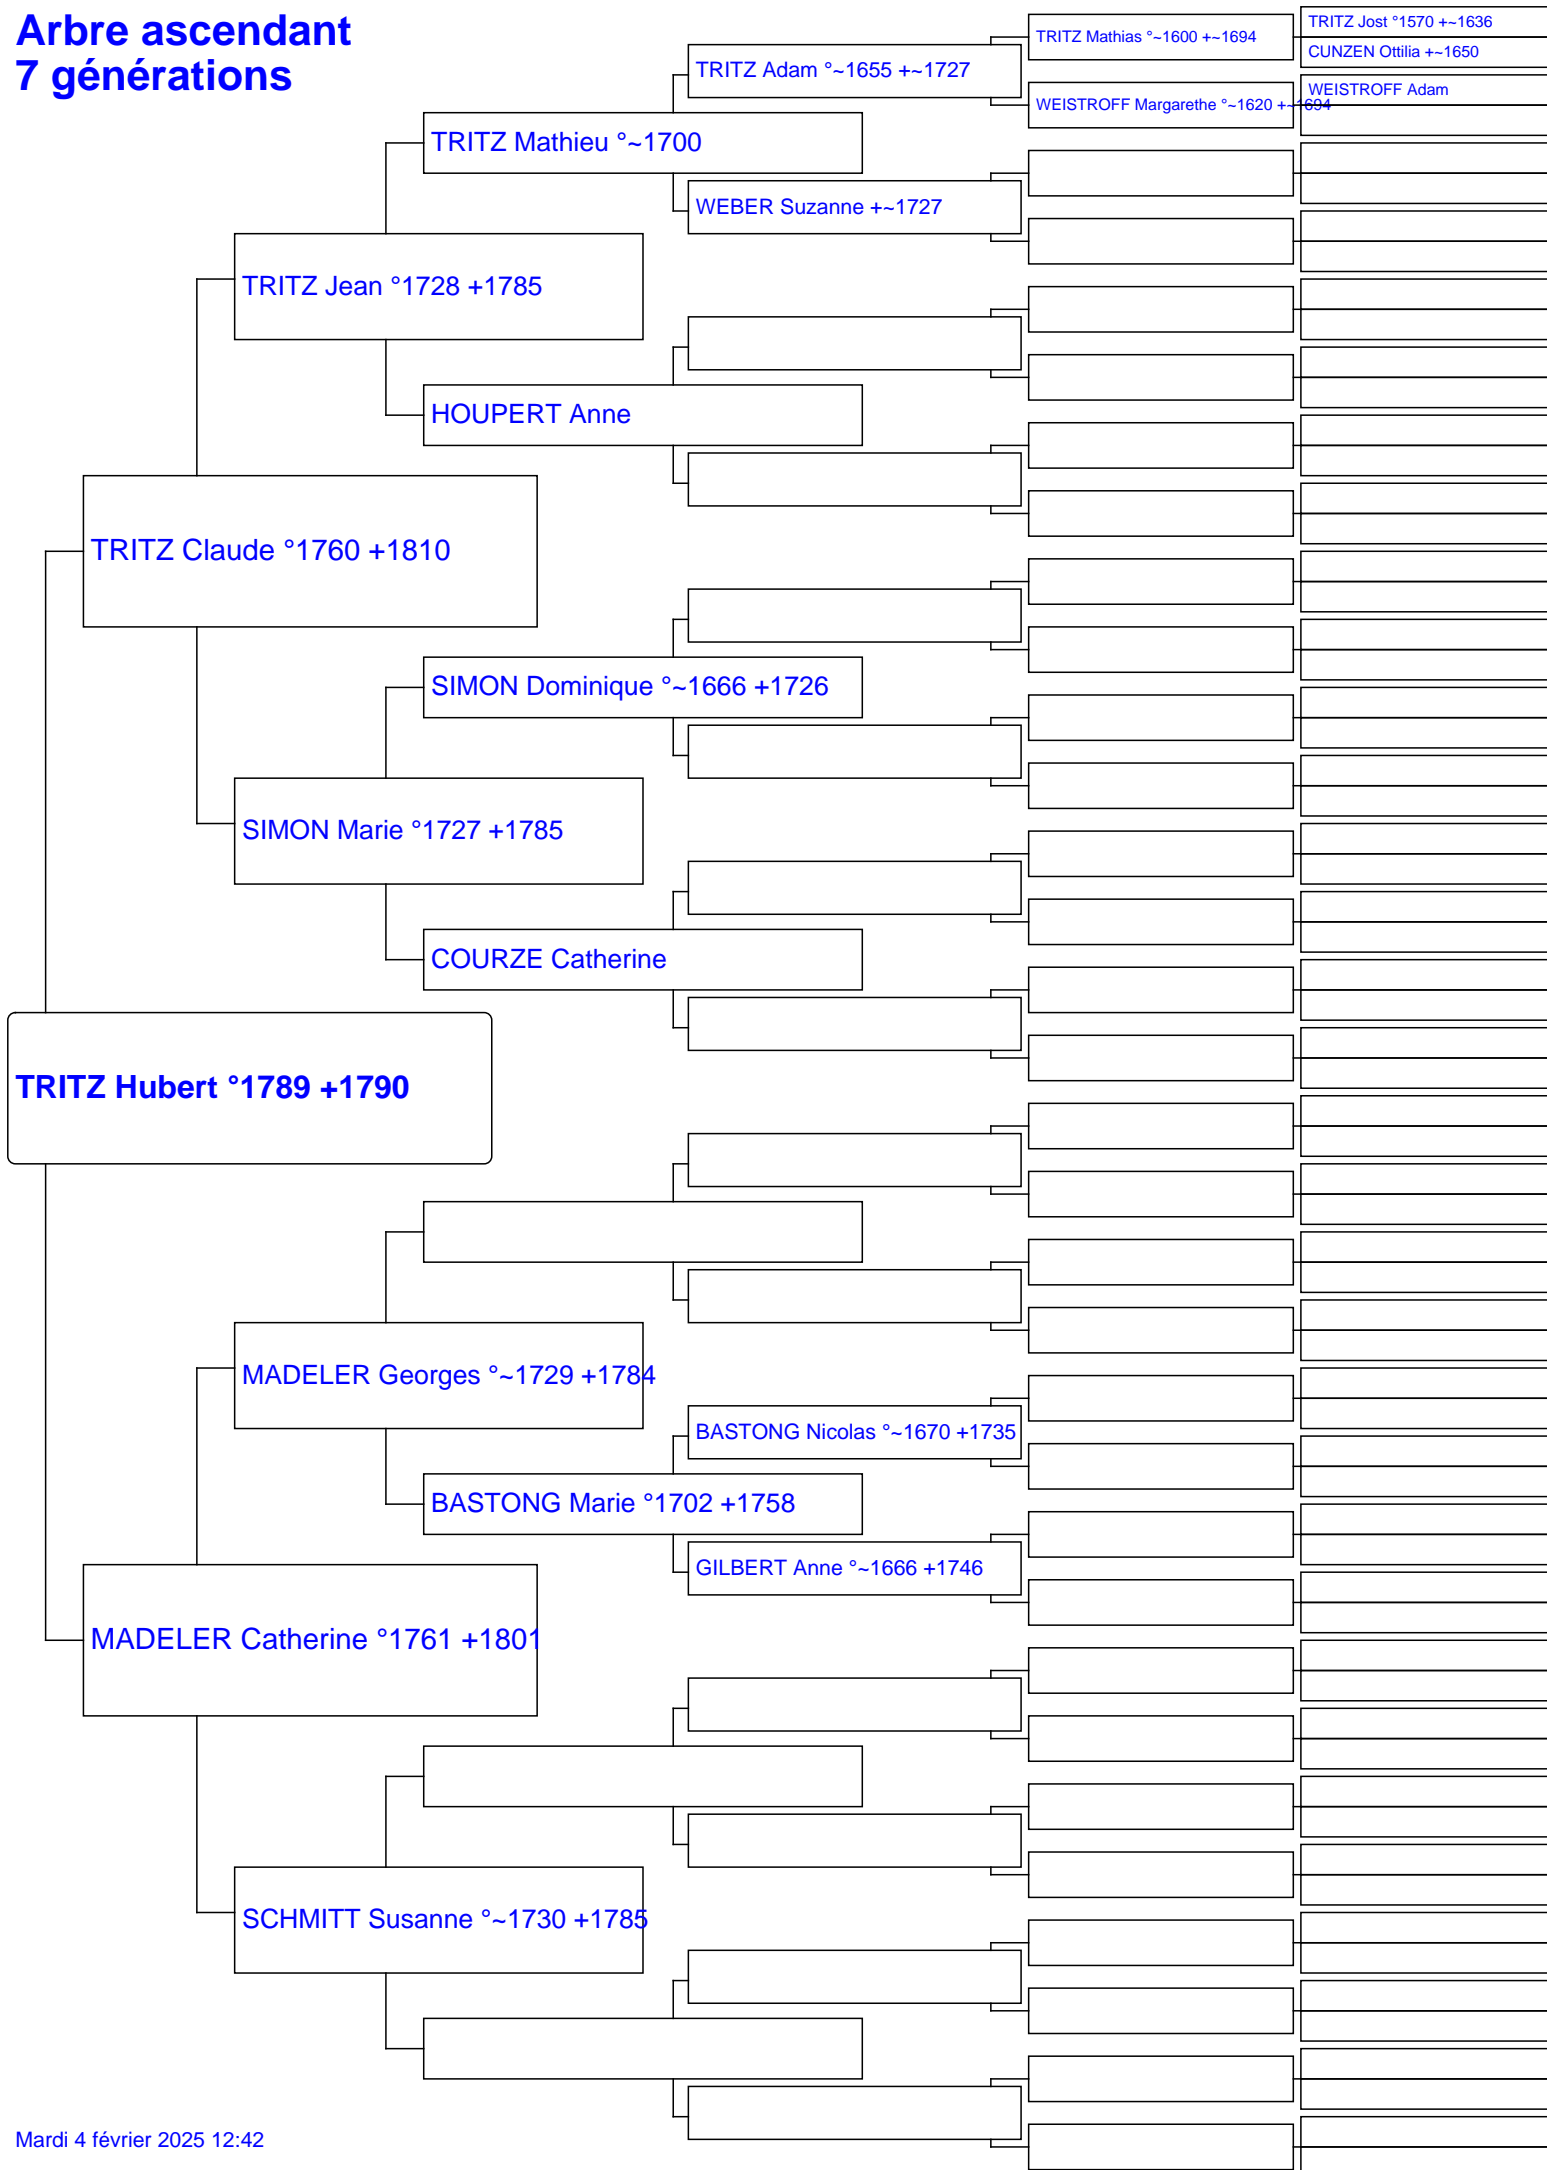 Arbre ascendant
7 générations
TRITZ Jost °1570 +~1636
TRITZ Mathias °~1600 +~1694
CUNZEN Ottilia +~1650
TRITZ Adam °~1655 +~1727
WEISTROFF Adam
WEISTROFF Margarethe °~1620 +~1694
TRITZ Mathieu °~1700
WEBER Suzanne +~1727
TRITZ Jean °1728 +1785
HOUPERT Anne
TRITZ Claude °1760 +1810
SIMON Dominique °~1666 +1726
SIMON Marie °1727 +1785
COURZE Catherine
TRITZ Hubert °1789 +1790
MADELER Georges °~1729 +1784
BASTONG Nicolas °~1670 +1735
BASTONG Marie °1702 +1758
GILBERT Anne °~1666 +1746
MADELER Catherine °1761 +1801
SCHMITT Susanne °~1730 +1785
Mardi 4 février 2025 12:42